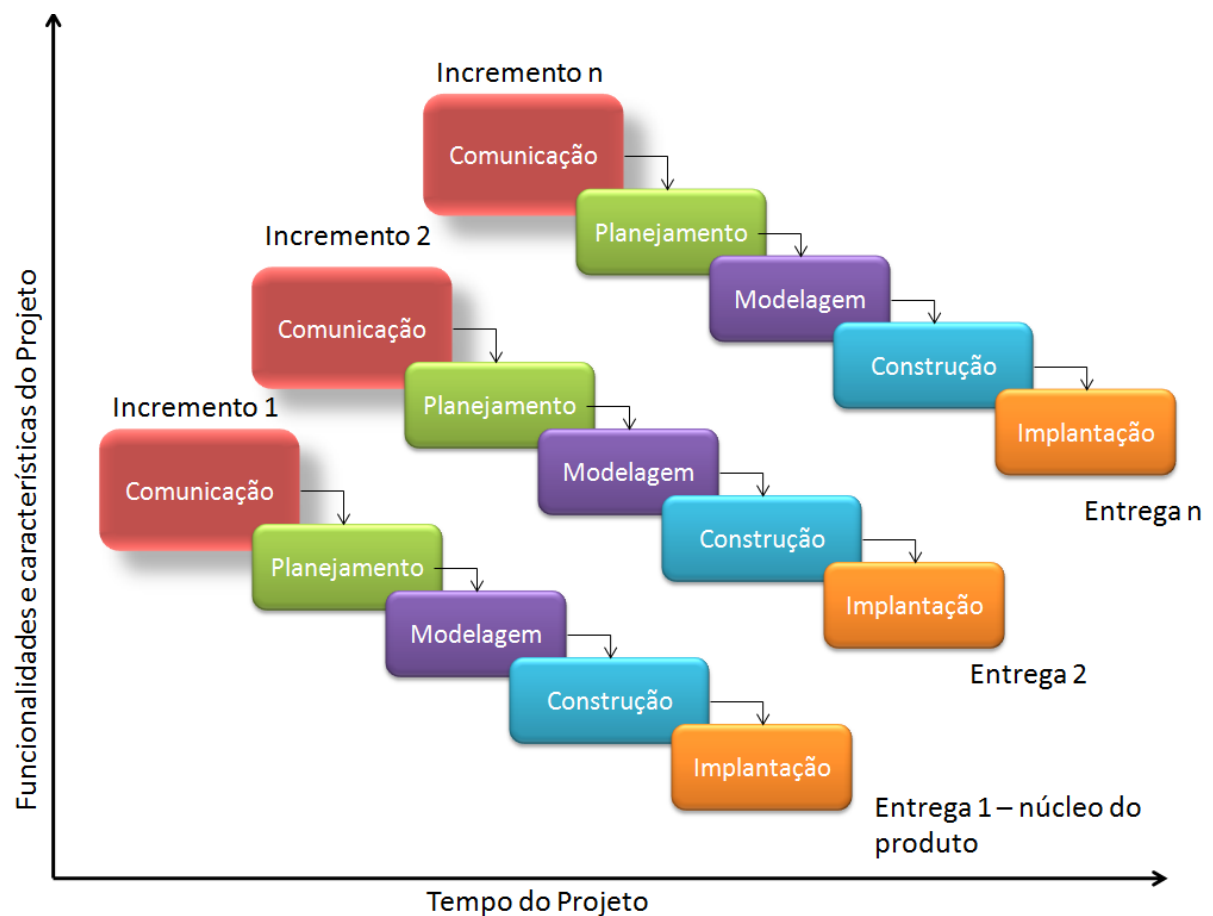 Incremento n
Comunicação
Planejamento
Modelagem
Construção
Implantação
Entrega n
Incremento 2
Comunicação
Planejamento
Modelagem
Construção
Implantação
Entrega 2
Incremento 1
Comunicação
Planejamento
Modelagem
Construção
Implantação
Entrega 1 – núcleo do
produto
Funcionalidades e características do Projeto
Tempo do Projeto